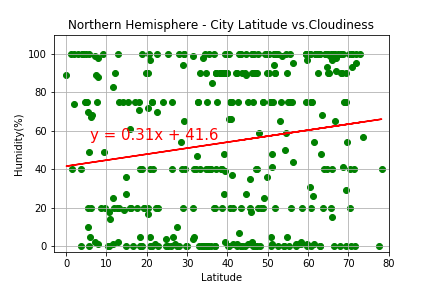 Northern Hemisphere - City Latitude vs.Cloudiness
Humidity(%)
100
80
60
40
20
0
y = 0.31x + 41.6
0 10 20 30 40 50 60 70 80
Latitude